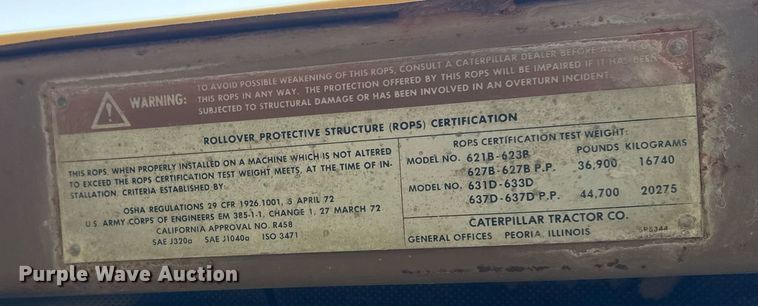 WARNING:
TO AVOID POSSIBLE WEAKENING OF THIS ROPS, CONSULT A CATERPILLAR DEALER BEFORE ALTERING
THIS ROPS IN ANY WAY. THE PROTECTION OFFERED BY THIS ROPS WILL BE IMPAIRED IF IT HAS BEEN
SUBJECTED TO STRUCTURAL DAMAGE OR HAS BEEN INVOLVED IN AN OVERTURN INCIDENT.
ROLLOVER PROTECTIVE STRUCTURE (ROPS) CERTIFICATION
THIS ROPS, WHEN PROPERLY INSTALLED ON A MACHINE WHICH IS NOT ALTERED
TO EXCEED THE ROPS CERTIFICATION TEST WEIGHT MEETS, AT THE TIME OF IN-
STALLATION, CRITERIA ESTABLISHED BY:
OSHA REGULATIONS 29 CFR 1926.1001, 5 APRIL 72
U.S. ARMY CORPS OF ENGINEERS EM 385-1-1, CHANGE 1, 27 MARCH 72
CALIFORNIA APPROVAL NO. R458
SAE J320a SAE J1040a ISO 3471
ROPS CERTIFICATION TEST WEIGHT:
POUNDS KILOGRAMS
MODEL NO. 621B-623B
627B-627B P.P. 36,900 16740
MODEL NO. 631D-633D
637D-637D P.P. 44,700 20275
CATERPILLAR TRACTOR CO.
GENERAL OFFICES PEORIA, ILLINOIS
Purple Wave Auction